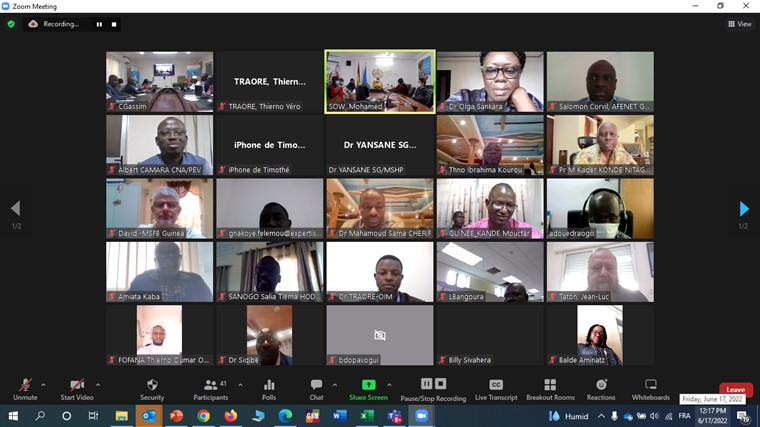 Zoom Meeting
Recording...
View
CGassim
TRAORE, Thiern...
TRAORE, Thierno Yéro
SOW, Mohamed
Dr Olga Sankara
Salomon Corvil, AFENET G...
Albert CAMARA CNA/PEV
iPhone de Timo...
iPhone de Timothé
Dr YANSANE SG...
Dr YANSANE SG/MSHP
Thno Ibrahima Kourou
Pr M Kader KONDE NITAG...
David -MSFB Guinea
gnakoye.felemou@expertis...
Dr Mahamoud Sama CHERIF
GUINEE_KANDE Mouctar
adouedraogo
1/2
1/2
Amiata Kaba
SANOGO Salia Tiema HOD...
Dr TRAORE-OIM
LBangoura
Taton, Jean-Luc
FOFANA Thierno Oumar O...
Dr Sidibe
bdopavogui
Billy Sivahera
Balde Aminatz
Unmute
Start Video
Security
Participants
41
Polls
Chat
Share Screen
Pause/Stop Recording
CC
Live Transcript
Breakout Rooms
Reactions
Whiteboards
Leave
Friday, June 17, 2022
Humid
FRA
12:17 PM
6/17/2022
19